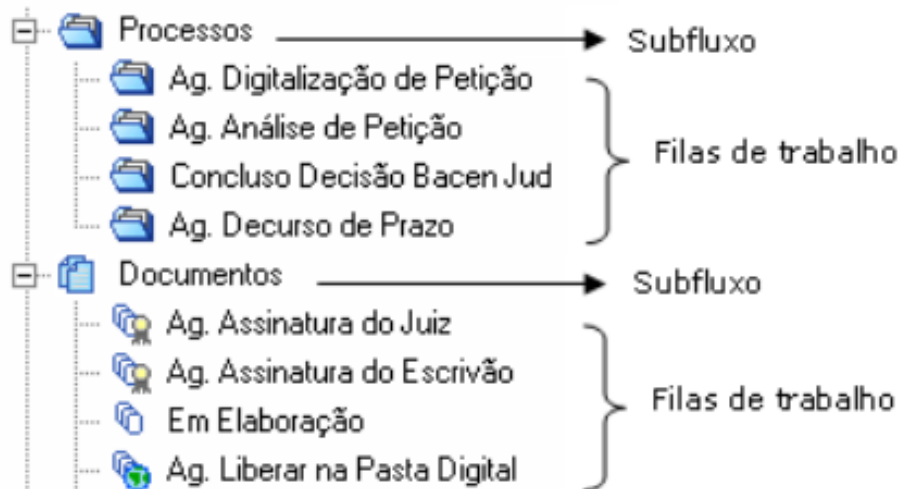 Processos Subfluxo
Ag. Digitalização de Petição
Ag. Análise de Petição
Filas de trabalho
Concluso Decisão Bacen Jud
Ag. Decurso de Prazo
Documentos Subfluxo
Ag. Assinatura do Juiz
Ag. Assinatura do Escrivão
Filas de trabalho
Em Elaboração
Ag. Liberar na Pasta Digital